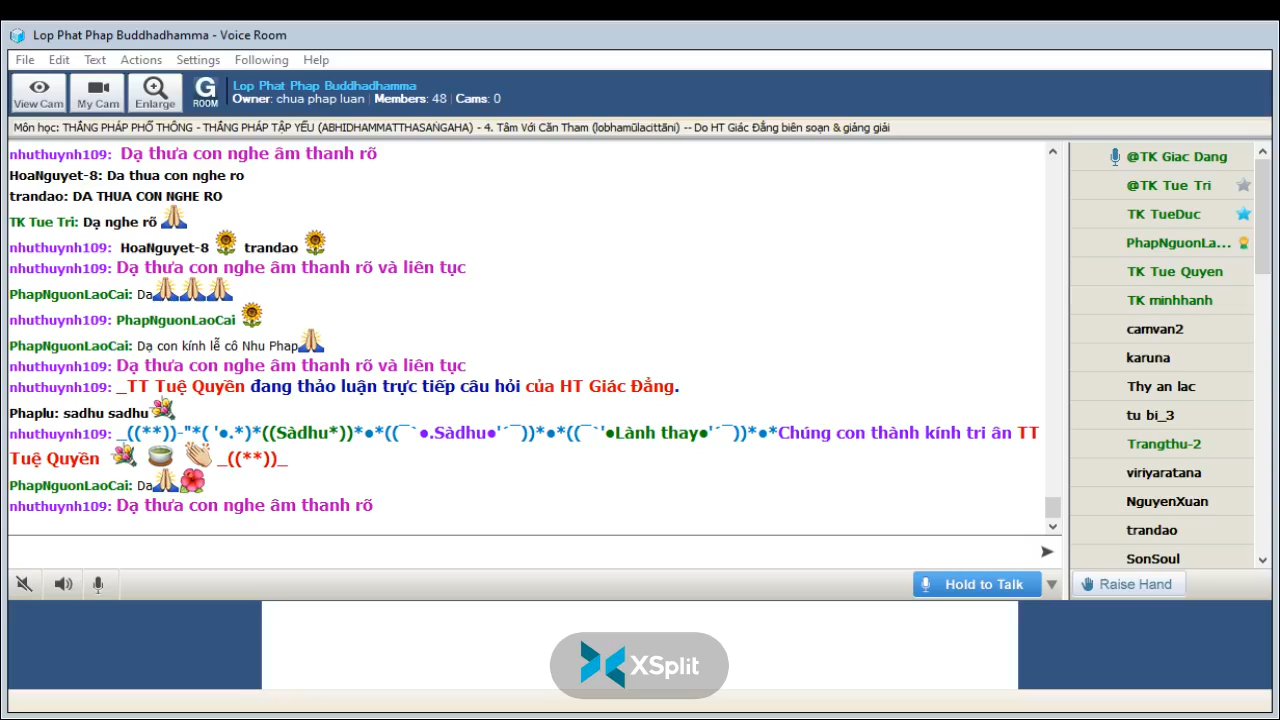 Lop Phat Phap Buddhadhamma - Voice Room
File Edit Text Actions Settings Following Help
View Cam My Cam Enlarge G ROOM
Lop Phat Phap Buddhadhamma
Owner: chua phap luan | Members: 48 | Cams: 0
Môn học: THẮNG PHÁP PHỔ THÔNG - THẮNG PHÁP TẬP YẾU (ABHIDHAMMATTHASAṄGAHA) - 4. Tâm Với Căn Tham (lobhamūlacittāni) -- Do HT Giác Đẳng biên soạn & giảng giải
nhuthuynh109: Dạ thưa con nghe âm thanh rõ
HoaNguyet-8: Da thua con nghe ro
trandao: DA THUA CON NGHE RO
TK Tue Tri: Dạ nghe rõ
nhuthuynh109: HoaNguyet-8 trandao
nhuthuynh109: Dạ thưa con nghe âm thanh rõ và liên tục
PhapNguonLaoCai: Da
nhuthuynh109: PhapNguonLaoCai
PhapNguonLaoCai: Dạ con kính lễ cô Nhu Phap
nhuthuynh109: Dạ thưa con nghe âm thanh rõ và liên tục
nhuthuynh109: _TT Tuệ Quyền đang thảo luận trực tiếp câu hỏi của HT Giác Đẳng.
Phaplu: sadhu sadhu
nhuthuynh109: _((**))-"*( '●.*)*((Sàdhu*))*●*((¯`●.Sàdhu●'´¯))*●*((¯`'●Lành thay●'´¯))*●*Chúng con thành kính tri ân TT
Tuệ Quyền _((**))_
PhapNguonLaoCai: Da
nhuthuynh109: Dạ thưa con nghe âm thanh rõ
@TK Giac Dang
@TK Tue Tri
TK TueDuc
PhapNguonLa...
TK Tue Quyen
TK minhhanh
camvan2
karuna
Thy an lac
tu bi_3
Trangthu-2
viriyaratana
NguyenXuan
trandao
SonSoul
Hold to Talk
Raise Hand
XSplit